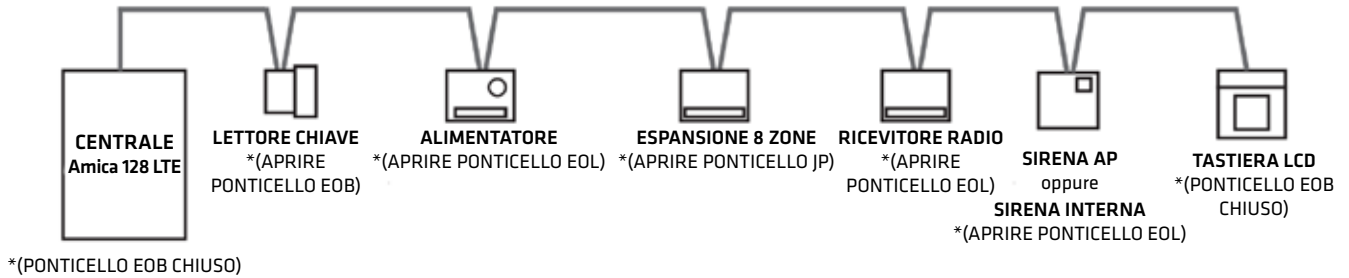 CENTRALE
Amica 128 LTE
*(PONTICELLO EOB CHIUSO)
LETTORE CHIAVE
*(APRIRE
PONTICELLO EOB)
ALIMENTATORE
*(APRIRE PONTICELLO EOL)
ESPANSIONE 8 ZONE
*(APRIRE PONTICELLO JP)
RICEVITORE RADIO
*(APRIRE
PONTICELLO EOL)
SIRENA AP
oppure
SIRENA INTERNA
*(APRIRE PONTICELLO EOL)
TASTIERA LCD
*(PONTICELLO EOB
CHIUSO)